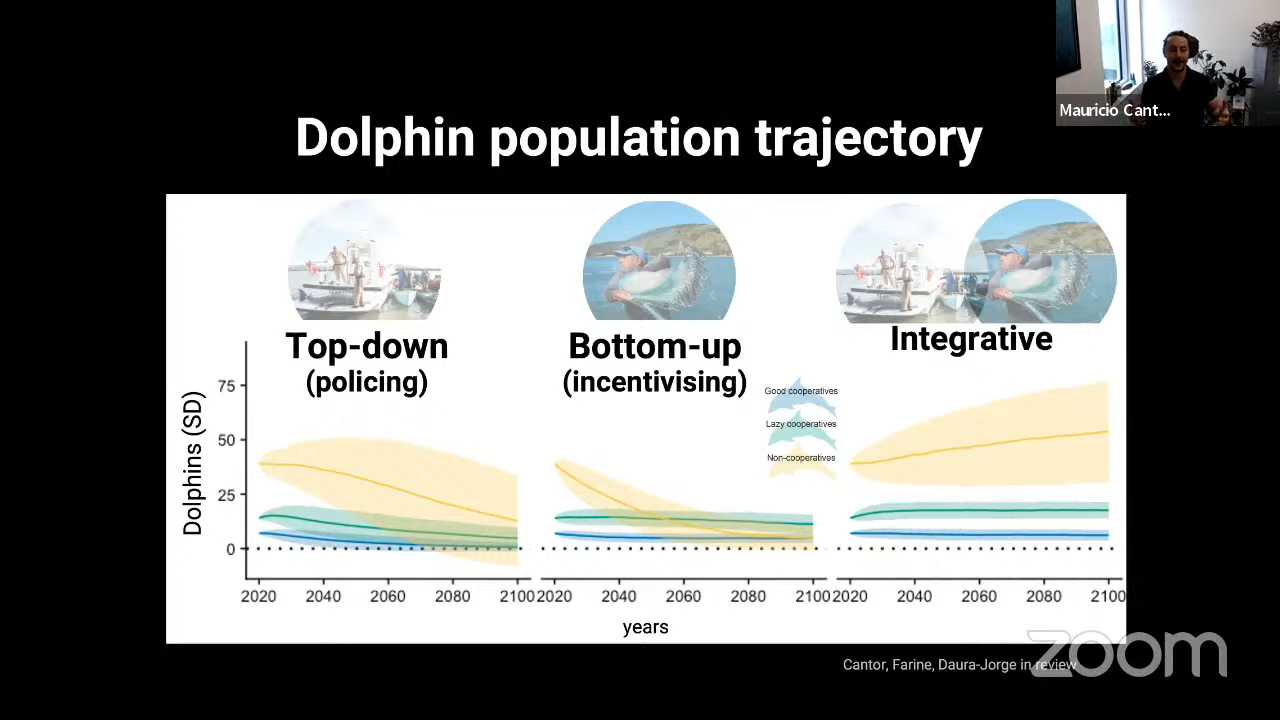 Mauricio Cant...
Dolphin population trajectory
Top-down
(policing)
Bottom-up
(incentivising)
Integrative
Good cooperatives
Lazy cooperatives
Non-cooperatives
Dolphins (SD)
75
50
25
0
2020 2040 2060 2080 2100
2020 2040 2060 2080 2100
2020 2040 2060 2080 2100
years
Cantor, Farine, Daura-Jorge in review
zoom